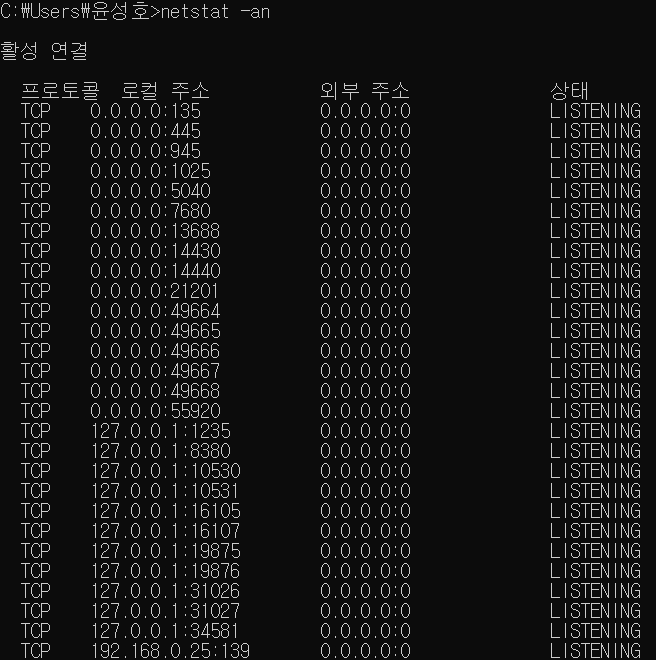 C:₩Users₩윤성호>netstat -an
활성 연결
프로토콜 로컬 주소 외부 주소 상태
TCP 0.0.0.0:135 0.0.0.0:0 LISTENING
TCP 0.0.0.0:445 0.0.0.0:0 LISTENING
TCP 0.0.0.0:945 0.0.0.0:0 LISTENING
TCP 0.0.0.0:1025 0.0.0.0:0 LISTENING
TCP 0.0.0.0:5040 0.0.0.0:0 LISTENING
TCP 0.0.0.0:7680 0.0.0.0:0 LISTENING
TCP 0.0.0.0:13688 0.0.0.0:0 LISTENING
TCP 0.0.0.0:14430 0.0.0.0:0 LISTENING
TCP 0.0.0.0:14440 0.0.0.0:0 LISTENING
TCP 0.0.0.0:21201 0.0.0.0:0 LISTENING
TCP 0.0.0.0:49664 0.0.0.0:0 LISTENING
TCP 0.0.0.0:49665 0.0.0.0:0 LISTENING
TCP 0.0.0.0:49666 0.0.0.0:0 LISTENING
TCP 0.0.0.0:49667 0.0.0.0:0 LISTENING
TCP 0.0.0.0:49668 0.0.0.0:0 LISTENING
TCP 0.0.0.0:55920 0.0.0.0:0 LISTENING
TCP 127.0.0.1:1235 0.0.0.0:0 LISTENING
TCP 127.0.0.1:8380 0.0.0.0:0 LISTENING
TCP 127.0.0.1:10530 0.0.0.0:0 LISTENING
TCP 127.0.0.1:10531 0.0.0.0:0 LISTENING
TCP 127.0.0.1:16105 0.0.0.0:0 LISTENING
TCP 127.0.0.1:16107 0.0.0.0:0 LISTENING
TCP 127.0.0.1:19875 0.0.0.0:0 LISTENING
TCP 127.0.0.1:19876 0.0.0.0:0 LISTENING
TCP 127.0.0.1:31026 0.0.0.0:0 LISTENING
TCP 127.0.0.1:31027 0.0.0.0:0 LISTENING
TCP 127.0.0.1:34581 0.0.0.0:0 LISTENING
TCP 192.168.0.25:139 0.0.0.0:0 LISTENING